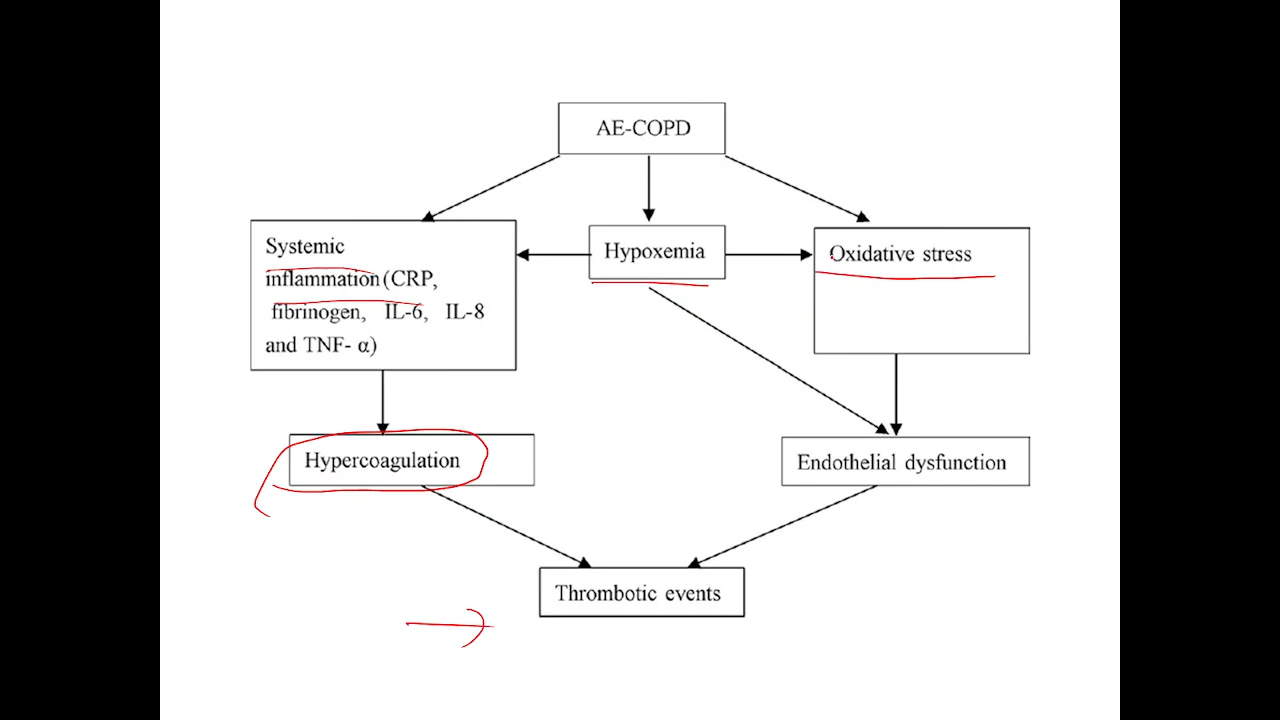 AE-COPD
Systemic
inflammation (CRP,
fibrinogen, IL-6, IL-8
and TNF- α)
Hypoxemia
Oxidative stress
Hypercoagulation
Endothelial dysfunction
Thrombotic events